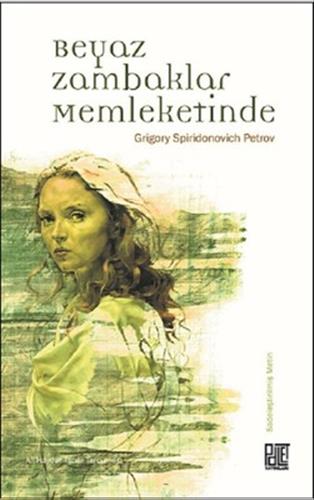 Beyaz
Zambaklar
Memleketinde
Grigory Spiridonovich Petrov
Sadeleştirilmiş Metin
Palet